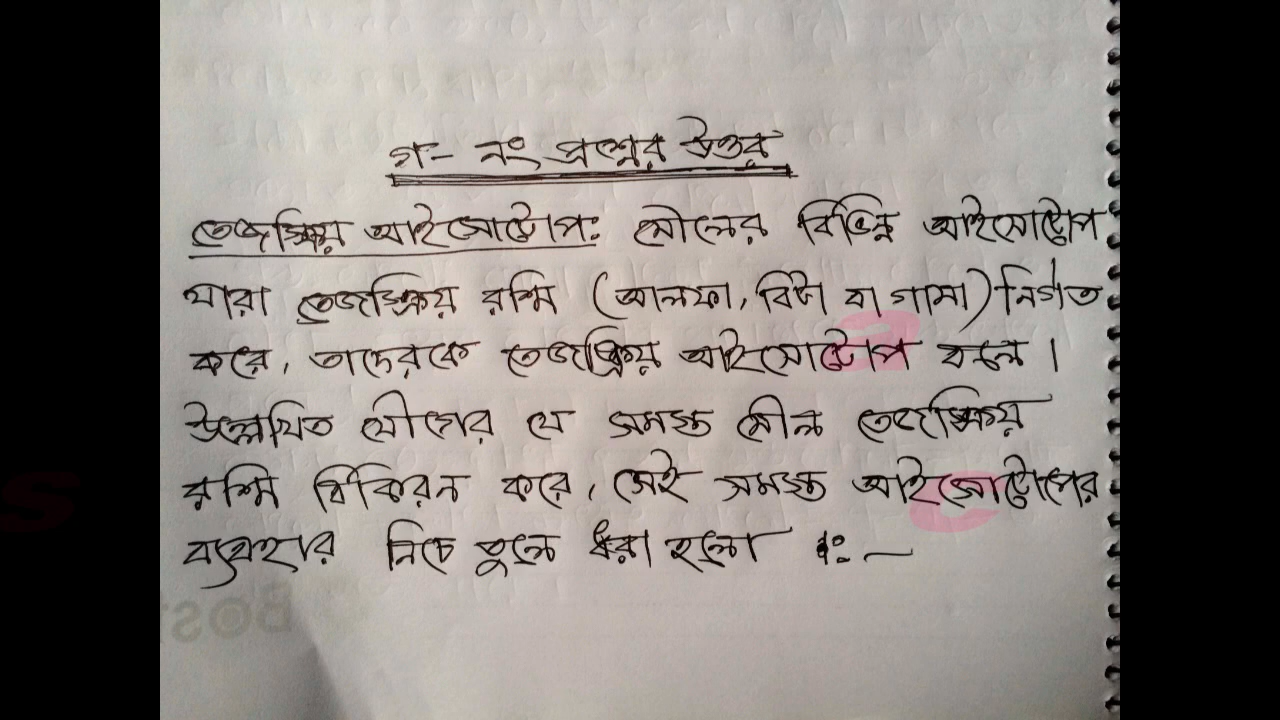 গ- নং প্রশ্নের উত্তর
তেজস্ক্রিয় আইসোটোপ: মৌলের বিভিন্ন আইসোটোপ
যারা তেজস্ক্রিয় রশ্মি (আলফা, বিটা বা গামা) নির্গত
করে, তাদেরকে তেজস্ক্রিয় আইসোটোপ বলে।
উল্লেখিত মৌলের যে সমস্ত মৌল তেজস্ক্রিয়
রশ্মি বিকিরন করে, সেই সমস্ত আইসোটোপের
ব্যবহার নিচে তুলে ধরা হলো ঃ—